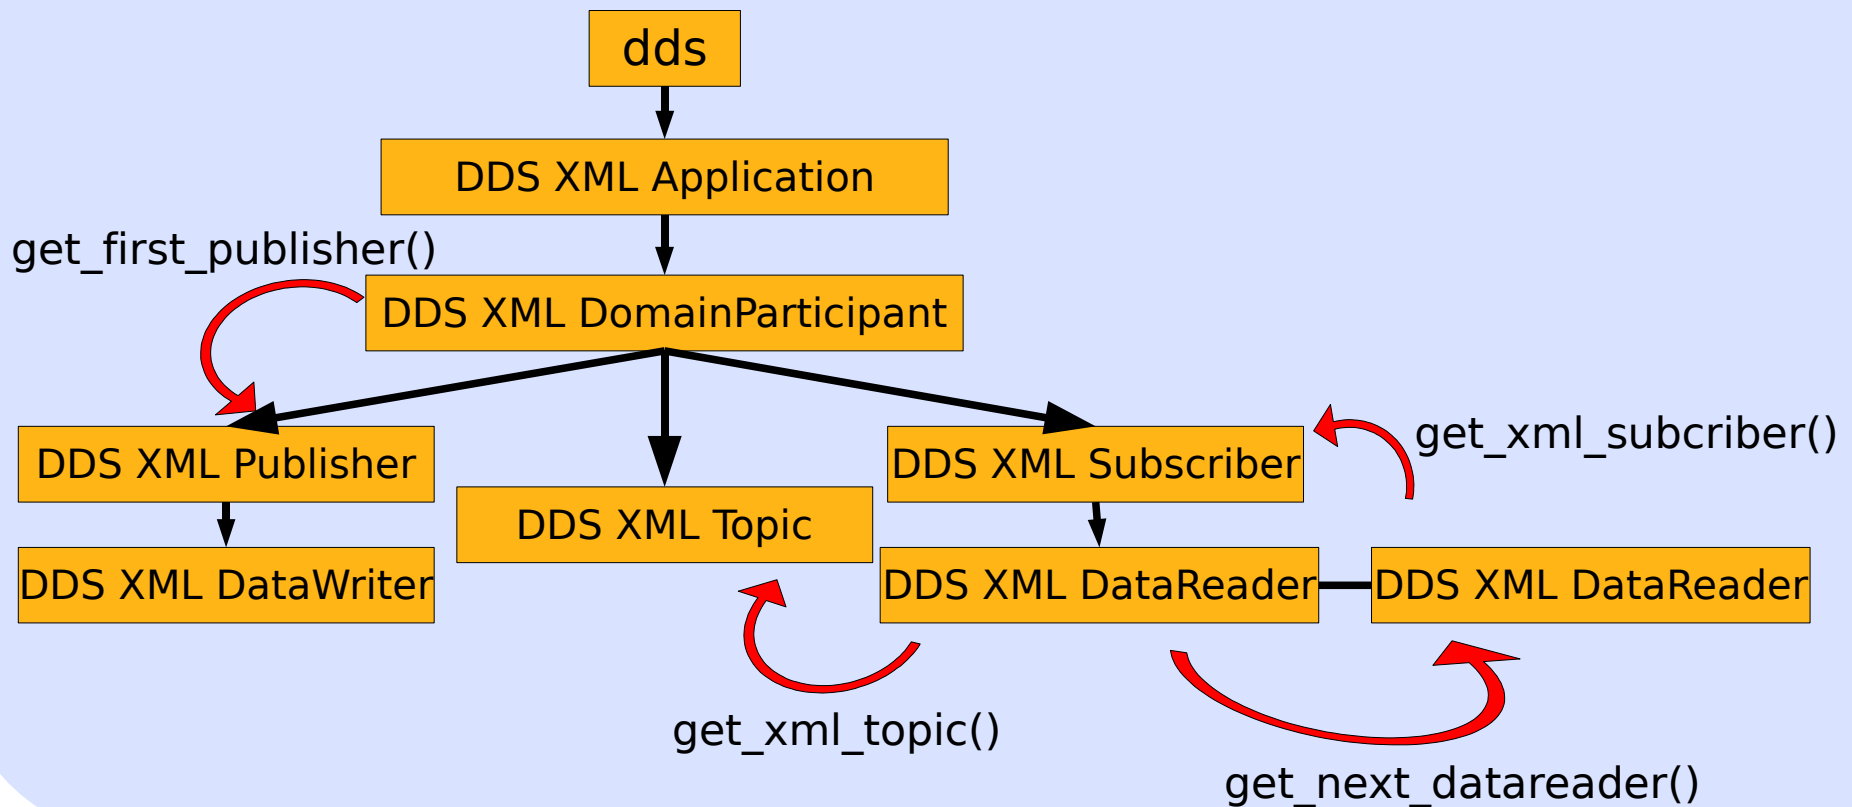 dds
DDS XML Application
get_first_publisher()
DDS XML DomainParticipant
get_xml_subcriber()
DDS XML Publisher
DDS XML Subscriber
DDS XML Topic
DDS XML DataWriter
DDS XML DataReader
DDS XML DataReader
get_xml_topic()
get_next_datareader()